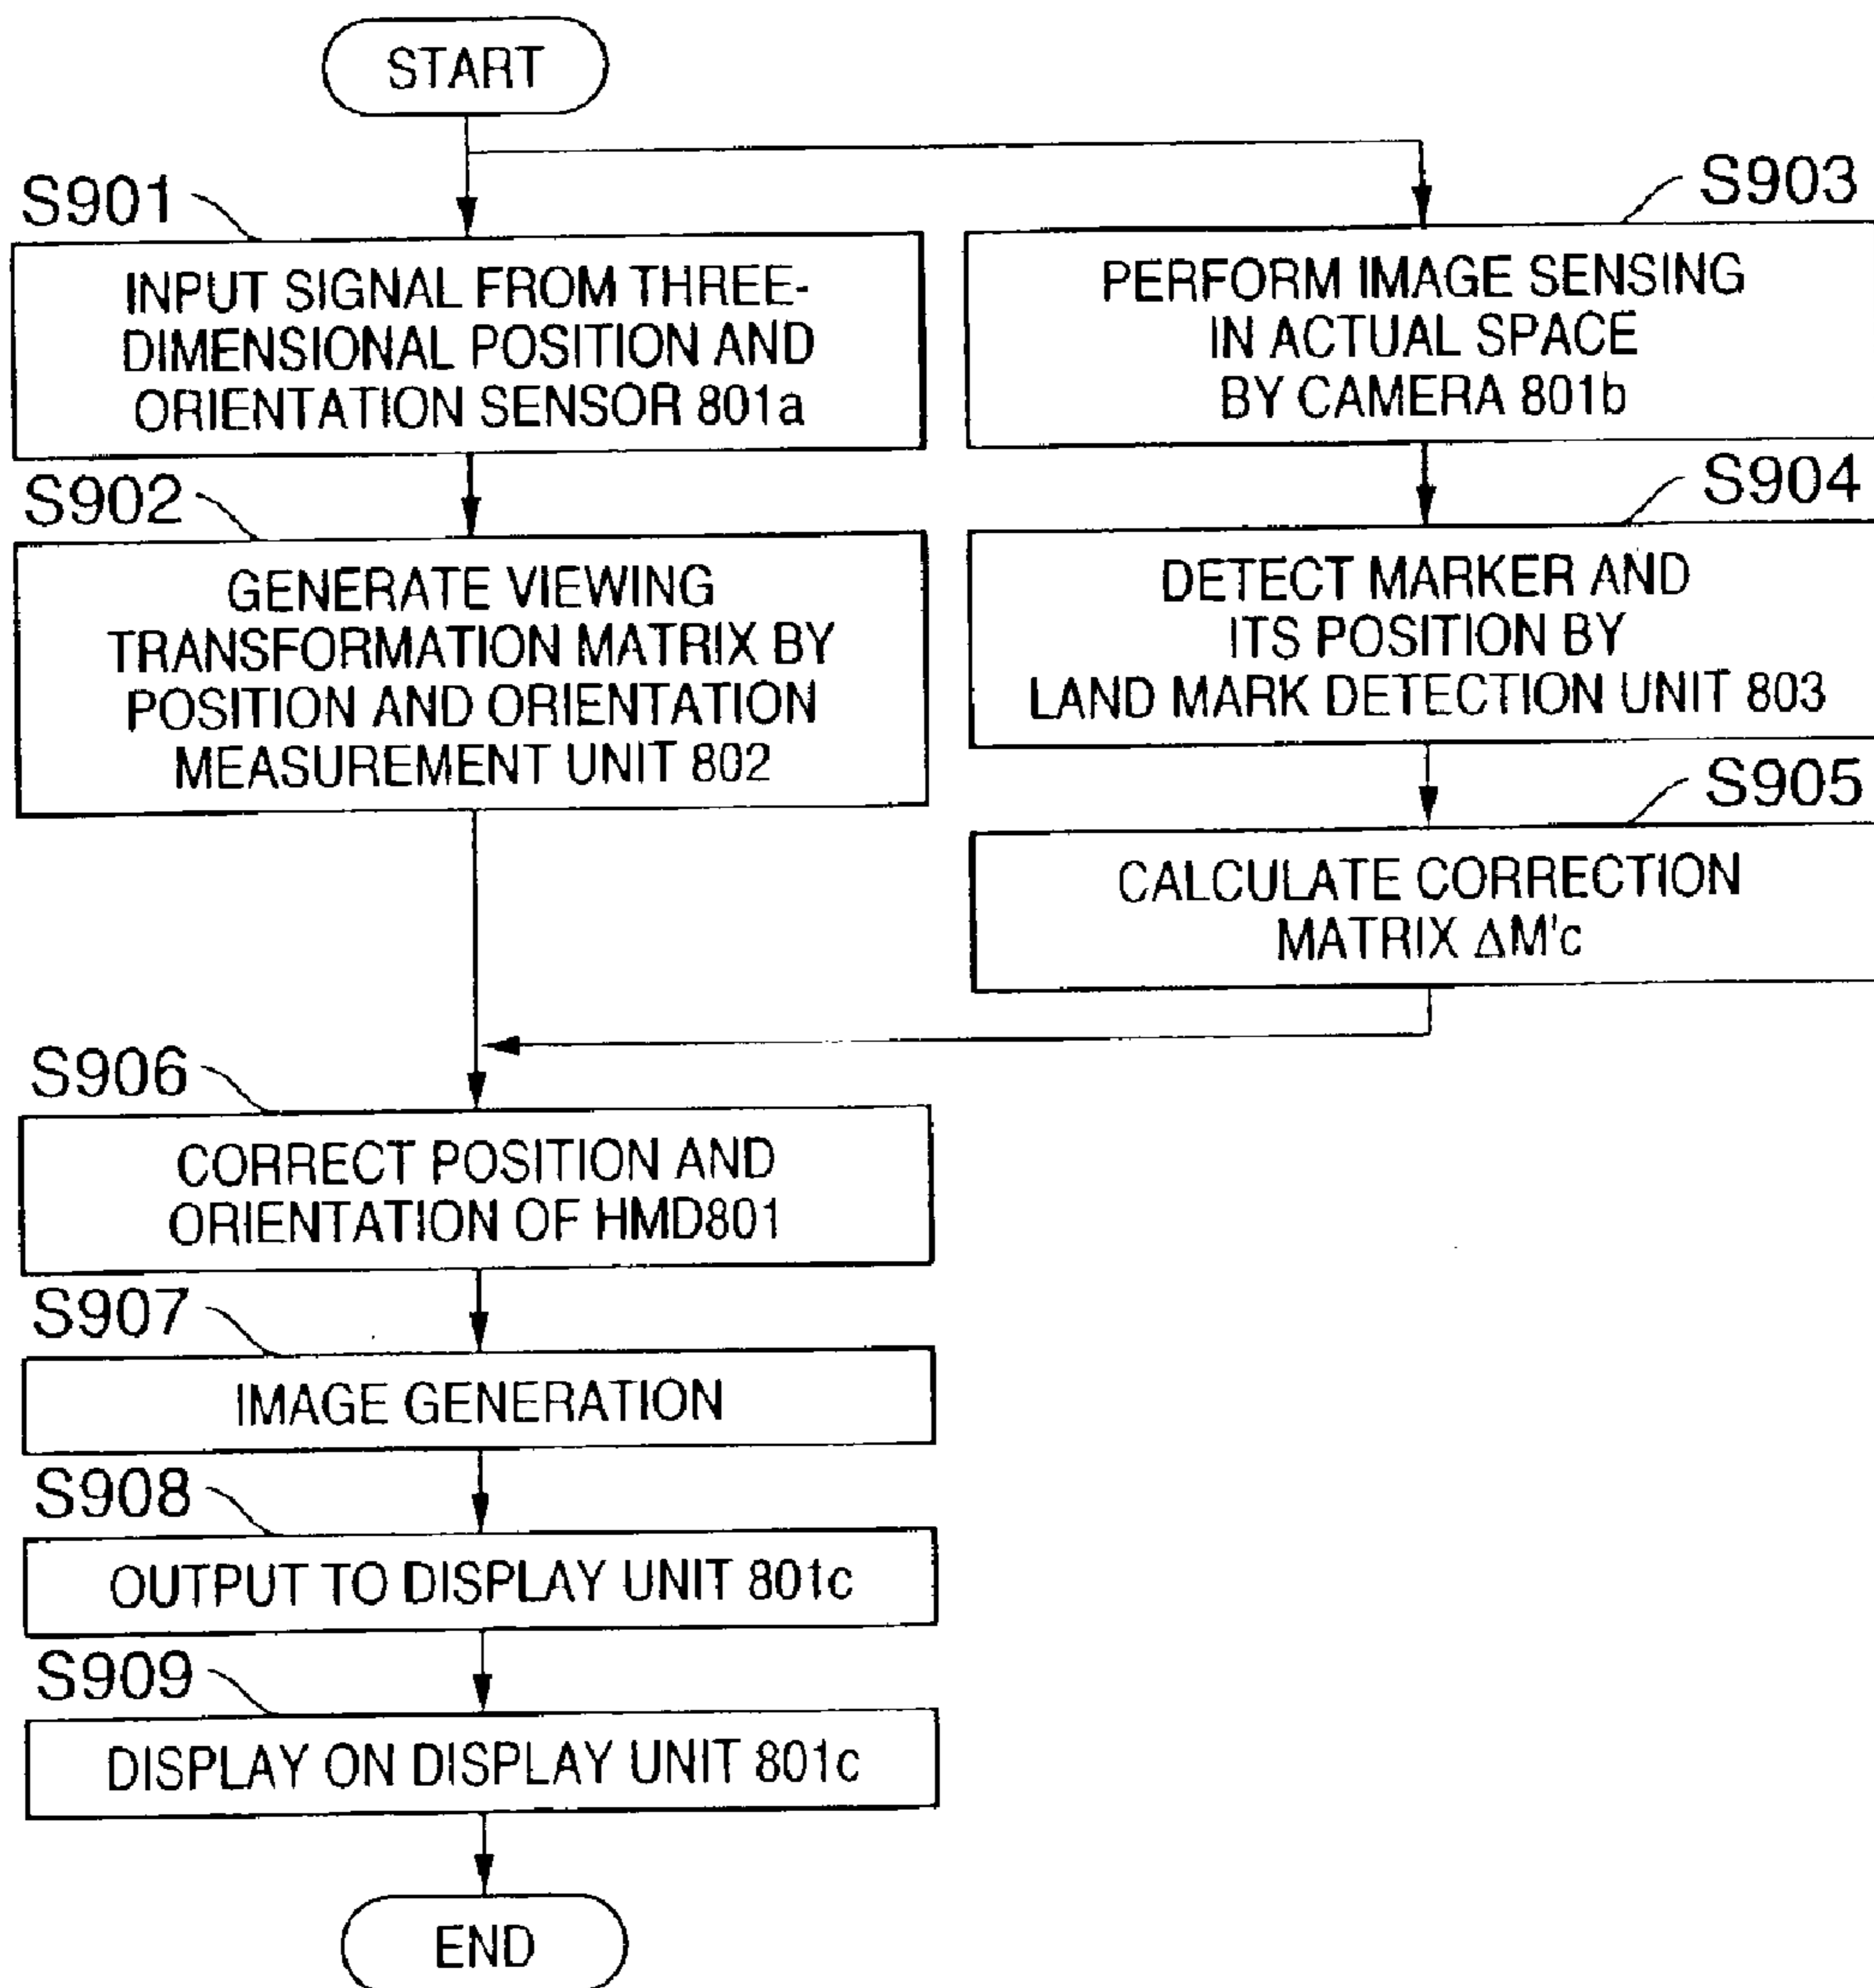 START
S901
INPUT SIGNAL FROM THREE-
DIMENSIONAL POSITION AND
ORIENTATION SENSOR 801a
S902
GENERATE VIEWING
TRANSFORMATION MATRIX BY
POSITION AND ORIENTATION
MEASUREMENT UNIT 802
S903
PERFORM IMAGE SENSING
IN ACTUAL SPACE
BY CAMERA 801b
S904
DETECT MARKER AND
ITS POSITION BY
LAND MARK DETECTION UNIT 803
S905
CALCULATE CORRECTION
MATRIX ΔM'c
S906
CORRECT POSITION AND
ORIENTATION OF HMD801
S907
IMAGE GENERATION
S908
OUTPUT TO DISPLAY UNIT 801c
S909
DISPLAY ON DISPLAY UNIT 801c
END